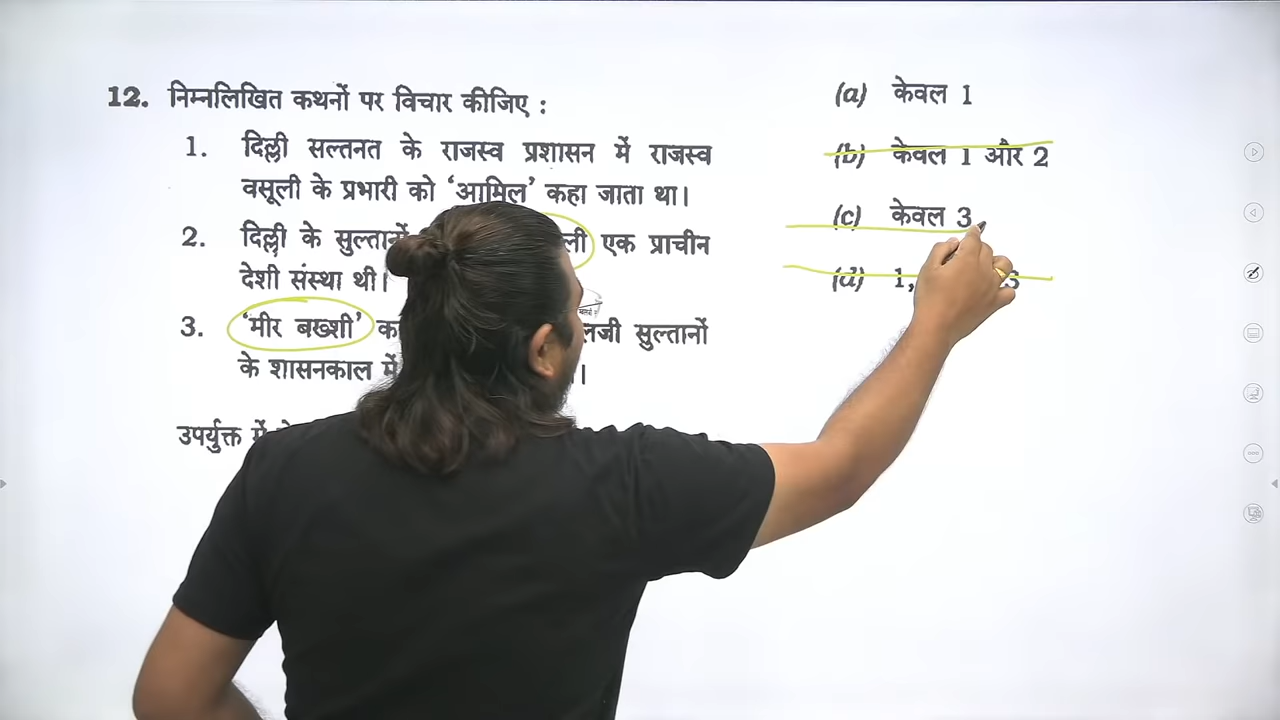 12. निम्नलिखित कथनों पर विचार कीजिए :
1. दिल्ली सल्तनत के राजस्व प्रशासन में राजस्व
वसूली के प्रभारी को ‘आमिल’ कहा जाता था।
2. दिल्ली के सुल्तानों एक प्राचीन
देशी संस्था थी।
3. ‘मीर बख्शी’ सुल्तानों
के शासनकाल में
उपर्युक्त में
(a) केवल 1
(b) केवल 1 और 2
(c) केवल 3
(d) 1, 3